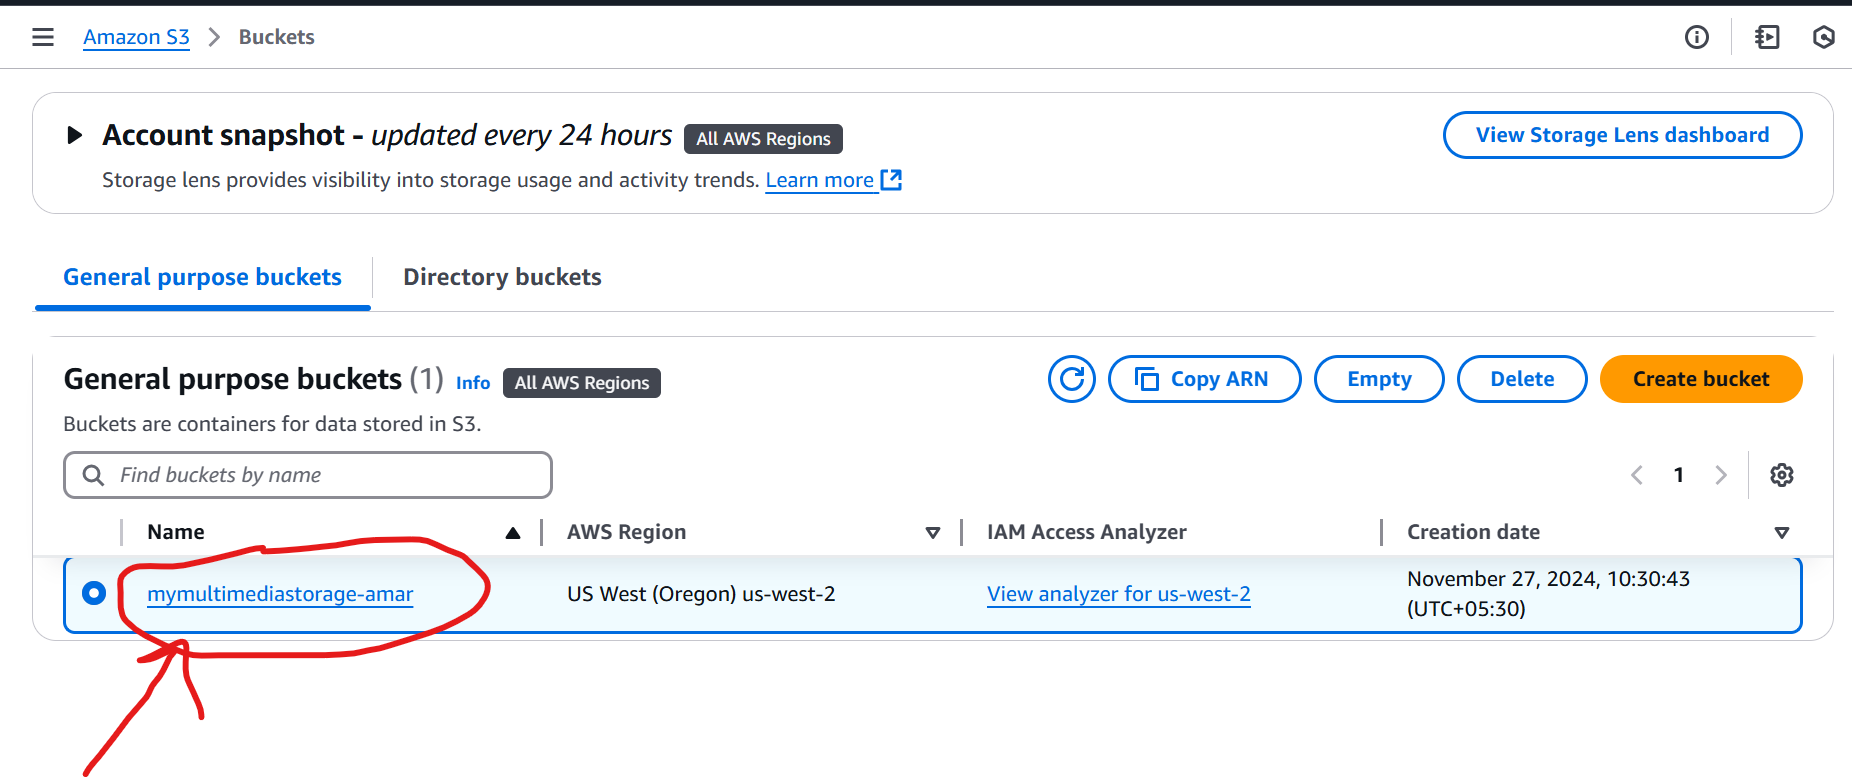 Amazon S3 > Buckets
Account snapshot - updated every 24 hours All AWS Regions
View Storage Lens dashboard
Storage lens provides visibility into storage usage and activity trends. Learn more
General purpose buckets
Directory buckets
General purpose buckets (1) Info All AWS Regions
Copy ARN
Empty
Delete
Create bucket
Buckets are containers for data stored in S3.
Find buckets by name
1
Name AWS Region IAM Access Analyzer Creation date
mymultimediastorage-amar US West (Oregon) us-west-2 View analyzer for us-west-2 November 27, 2024, 10:30:43
(UTC+05:30)